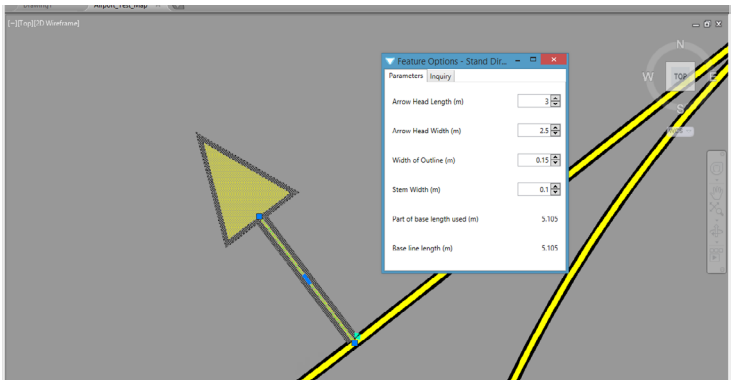 Drawing1
Airport_Test_Map
[−][Top][2D Wireframe]
Feature Options - Stand Dir...
Parameters Inquiry
Arrow Head Length (m) 3
Arrow Head Width (m) 2.5
Width of Outline (m) 0.15
Stem Width (m) 0.1
Part of base length used (m) 5.105
Base line length (m) 5.105
N
W TOP E
S